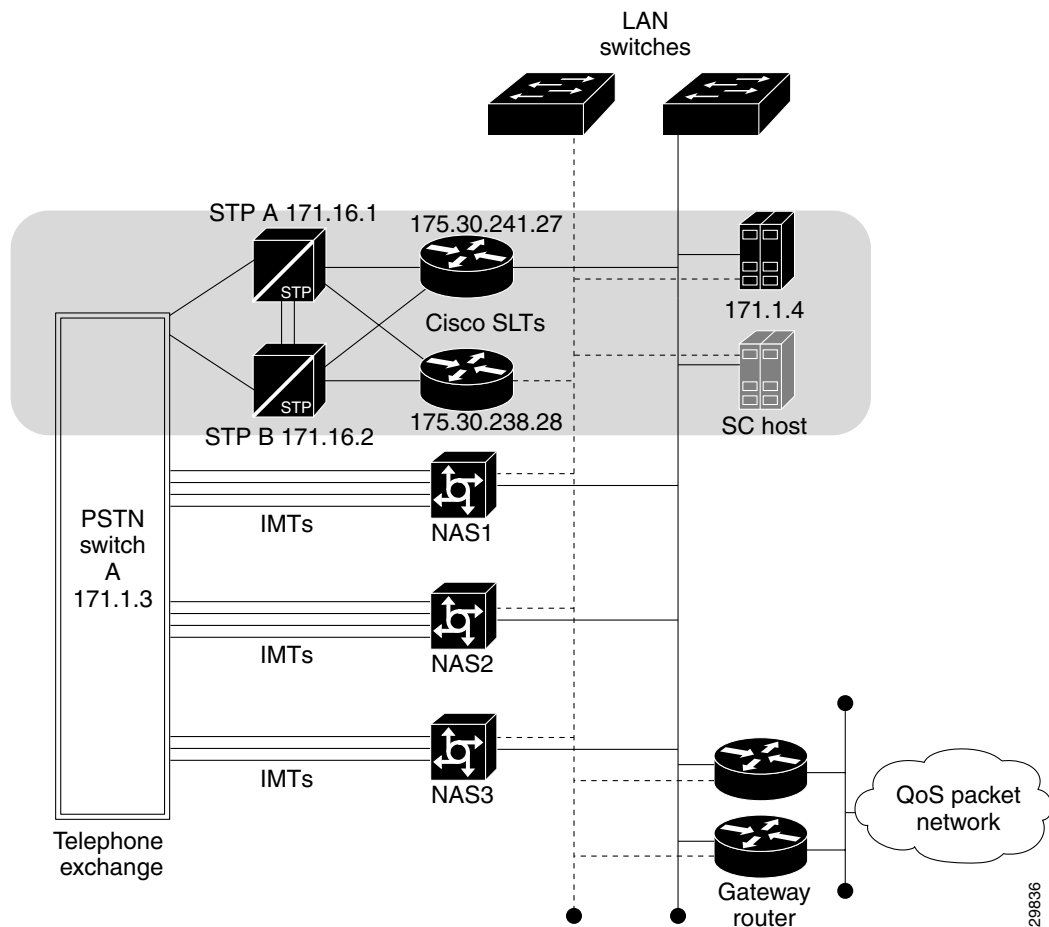 LAN
switches
STP A 171.16.1
175.30.241.27
STP
Cisco SLTs
171.1.4
STP
STP B 171.16.2
175.30.238.28
SC host
PSTN
switch
A
171.1.3
IMTs
NAS1
IMTs
NAS2
IMTs
NAS3
Telephone
exchange
QoS packet
network
Gateway
router
29836